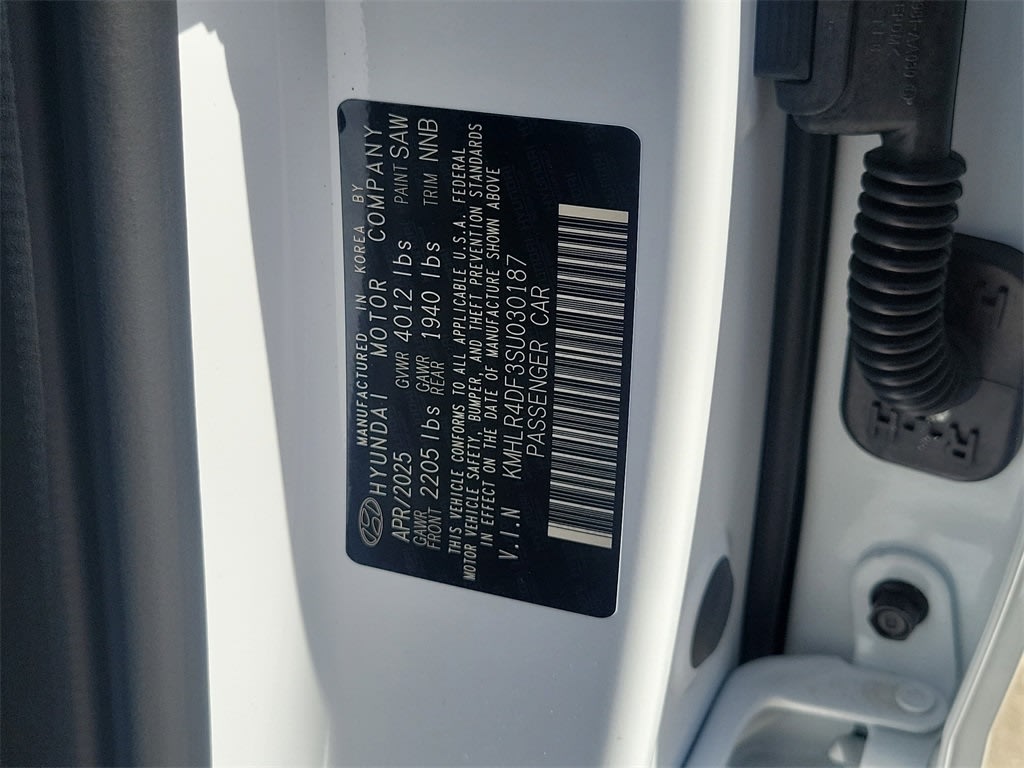 MANUFACTURED IN KOREA BY
HYUNDAI MOTOR COMPANY
APR/2025 GVWR 4012 lbs PAINT SAW
GAWR FRONT 2205 lbs GAWR REAR 1940 lbs TRIM NNB
THIS VEHICLE CONFORMS TO ALL APPLICABLE U.S.A. FEDERAL
MOTOR VEHICLE SAFETY, BUMPER, AND THEFT PREVENTION STANDARDS
IN EFFECT ON THE DATE OF MANUFACTURE SHOWN ABOVE
V.I.N KMHLR4DF3SU030187
PASSENGER CAR